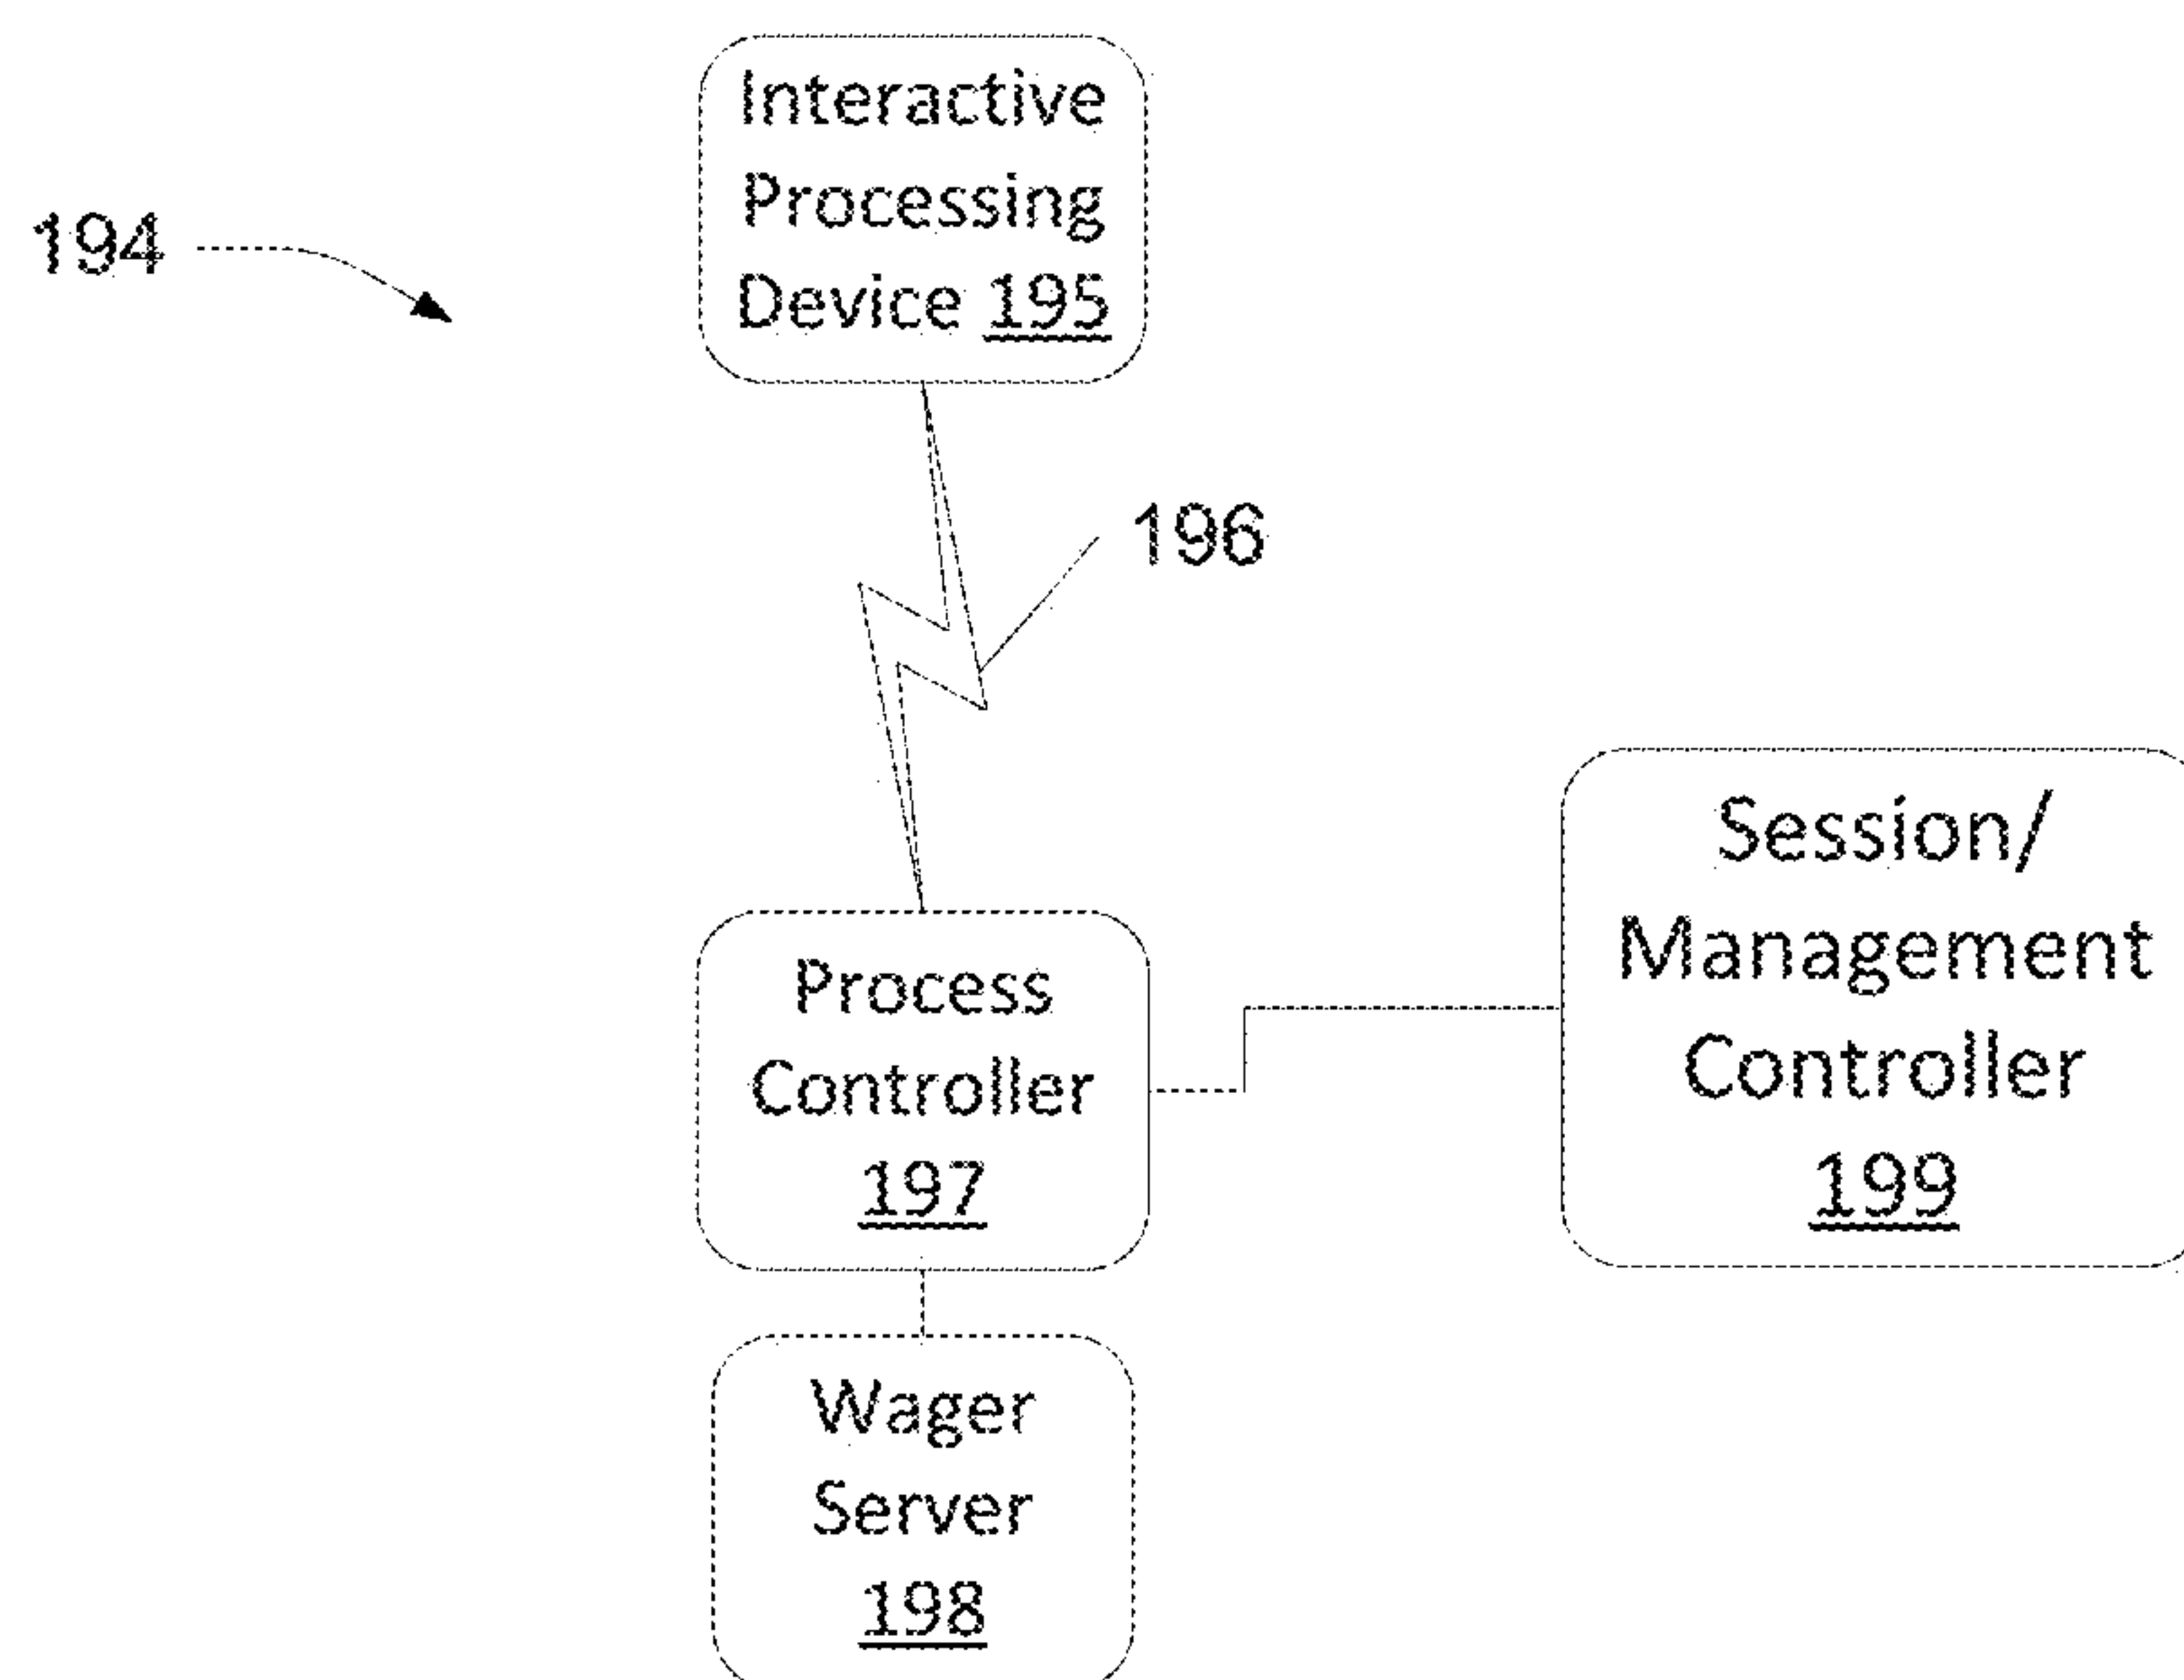 Interactive
Processing
Device 195
194
196
Session/
Management
Controller
199
Process
Controller
197
Wager
Server
198